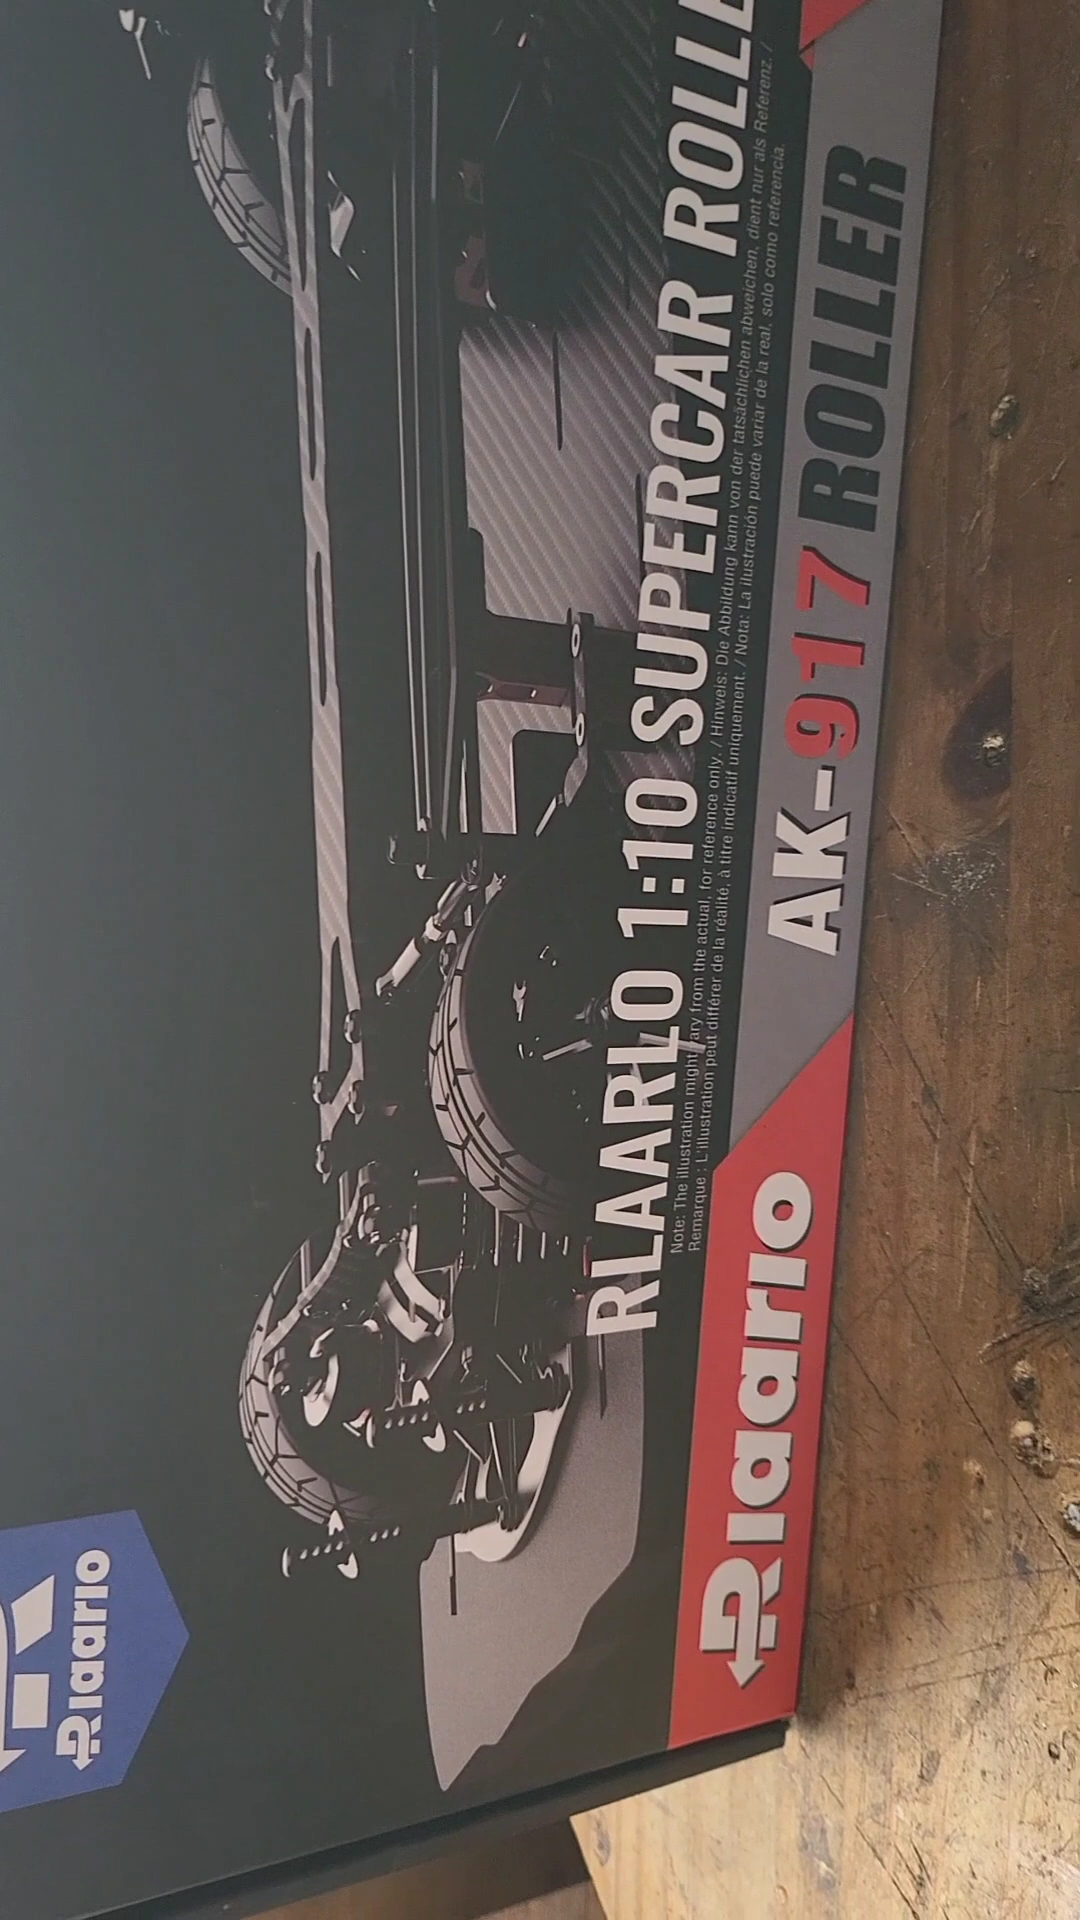 Rlaarlo
RLAARLO 1:10 SUPERCAR ROLLE
Note: The illustration might vary from the actual, for reference only. / Hinweis: Die Abbildung kann von der tatsächlichen abweichen, dient nur als Referenz. /
Remarque : L'illustration peut différer de la réalité, à titre indicatif uniquement. / Nota: La ilustración puede variar de la real, solo como referencia.
Rlaarlo AK-917 ROLLER